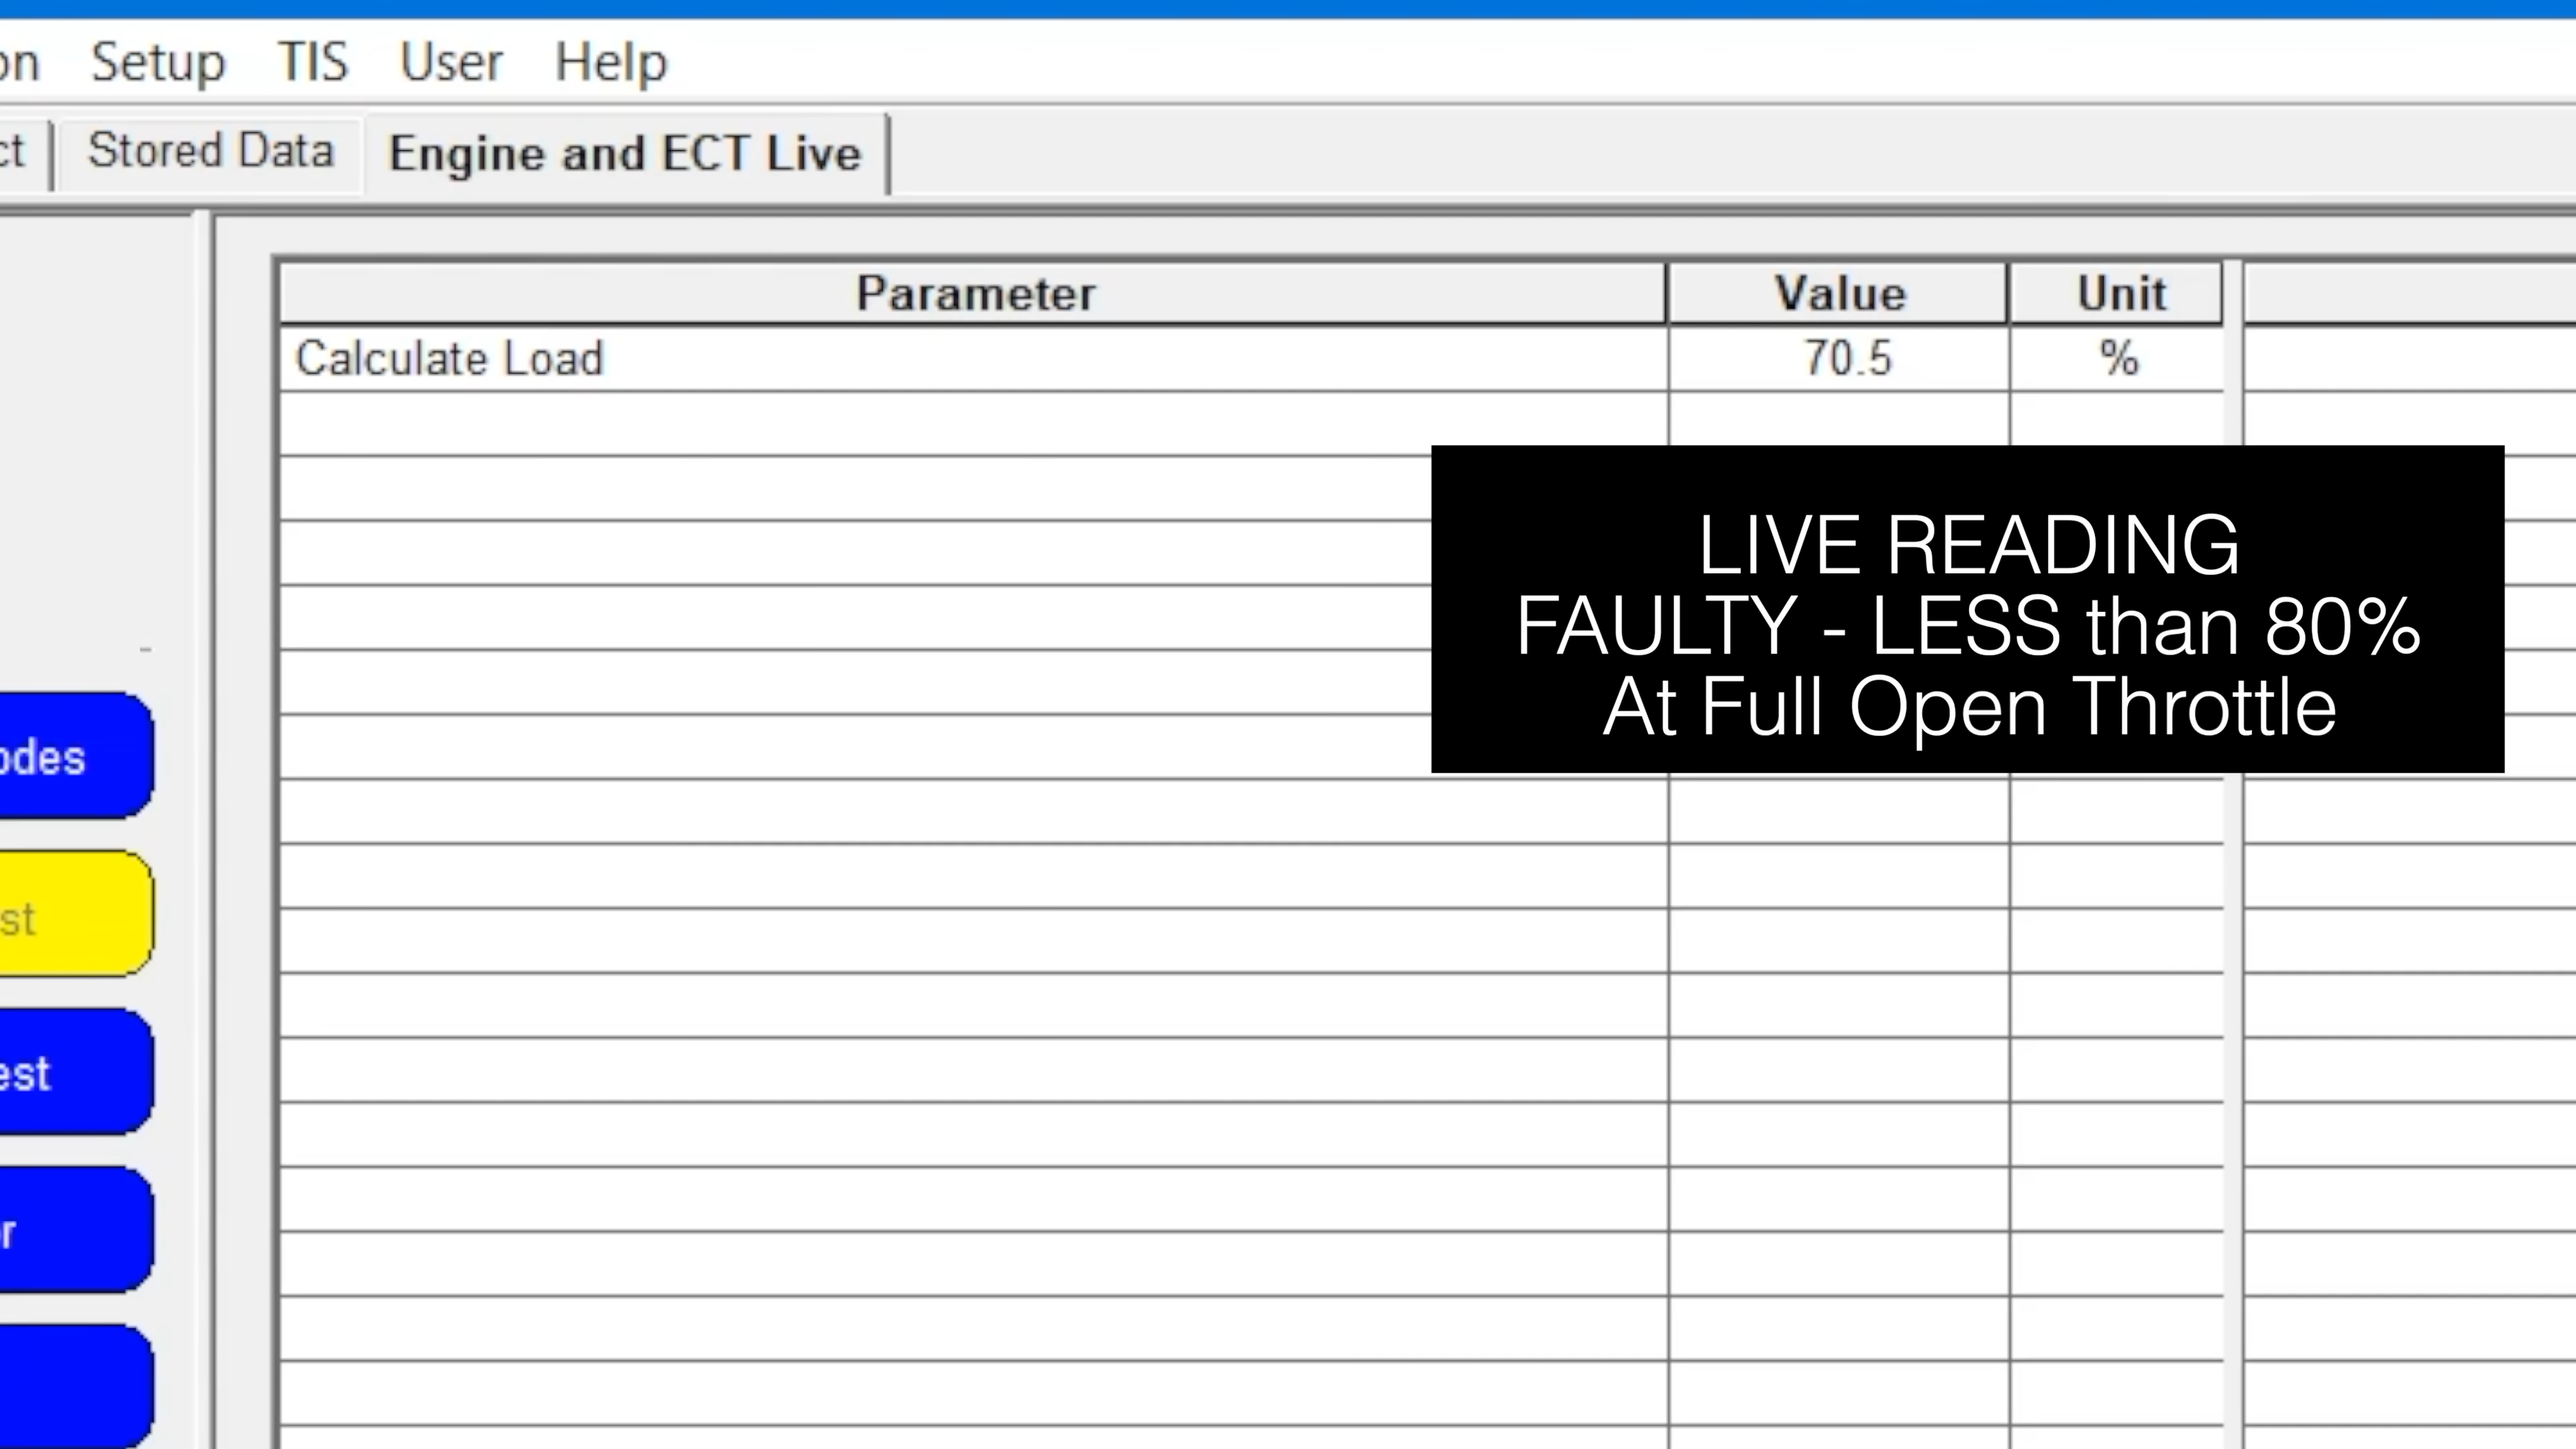 on Setup TIS User Help
ct Stored Data Engine and ECT Live
Parameter Value Unit
Calculate Load 70.5 %
LIVE READING
FAULTY - LESS than 80%
At Full Open Throttle
odes
st
est
r